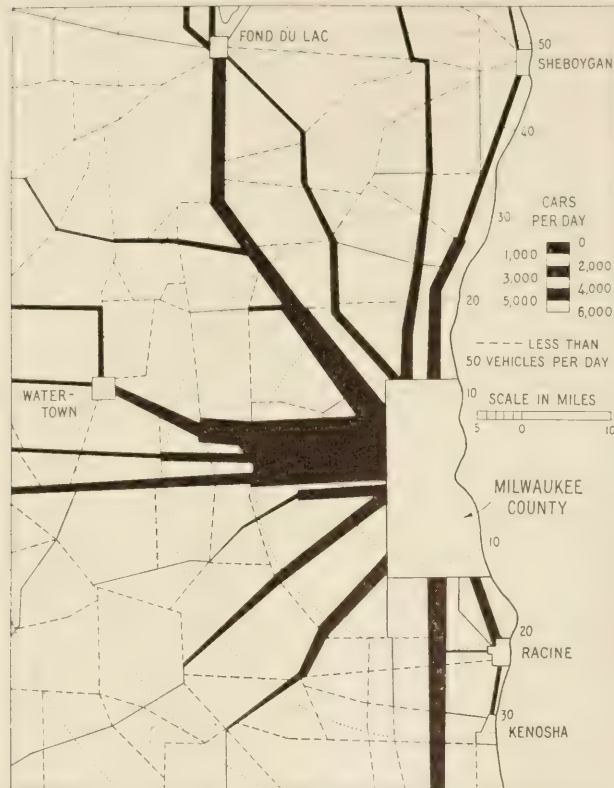 FOND DU LAC
50
SHEBOYGAN
40
30
CARS
PER DAY
0
1,000
2,000
3,000
4,000
5,000
6,000
20
LESS THAN
50 VEHICLES PER DAY
WATER-
TOWN
10
SCALE IN MILES
5 0 10
MILWAUKEE
COUNTY
10
20
RACINE
30
KENOSHA